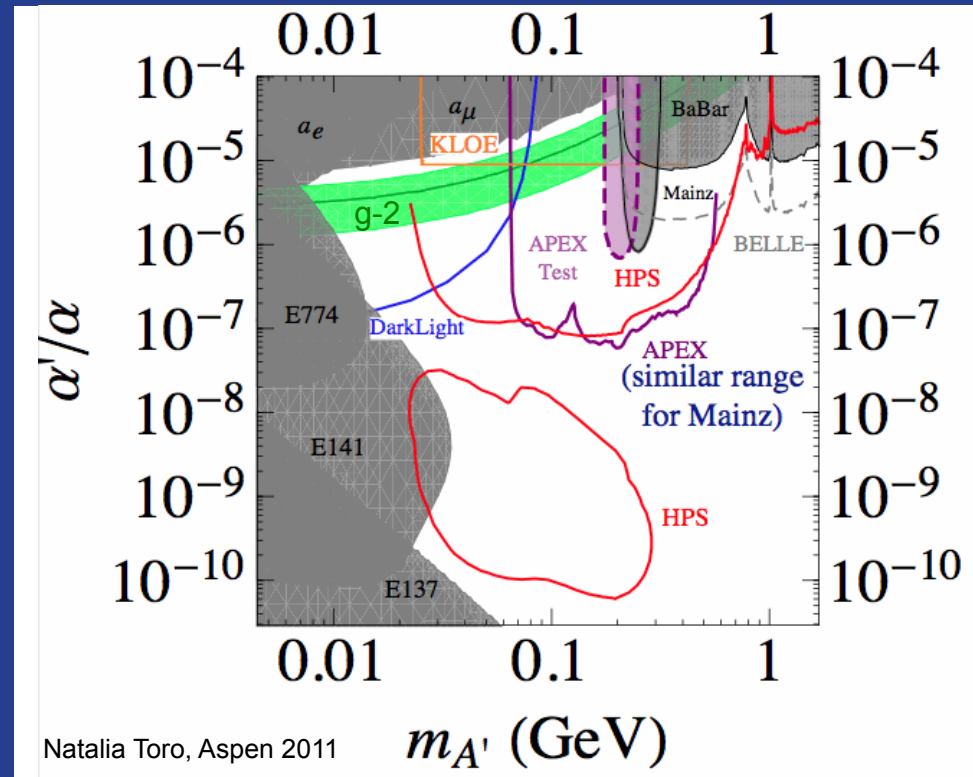 0.01 0.1 1
10⁻⁴ 10⁻⁴
a_e a_μ BaBar
KLOE
10⁻⁵ 10⁻⁵
g-2 Mainz
10⁻⁶ APEX BELLE 10⁻⁶
Test HPS
E774 DarkLight
10⁻⁷ 10⁻⁷
APEX
(similar range
for Mainz)
α'/α
10⁻⁸ 10⁻⁸
E141
10⁻⁹ 10⁻⁹
HPS
10⁻¹⁰ 10⁻¹⁰
E137
0.01 0.1 1
Natalia Toro, Aspen 2011 m_A' (GeV)